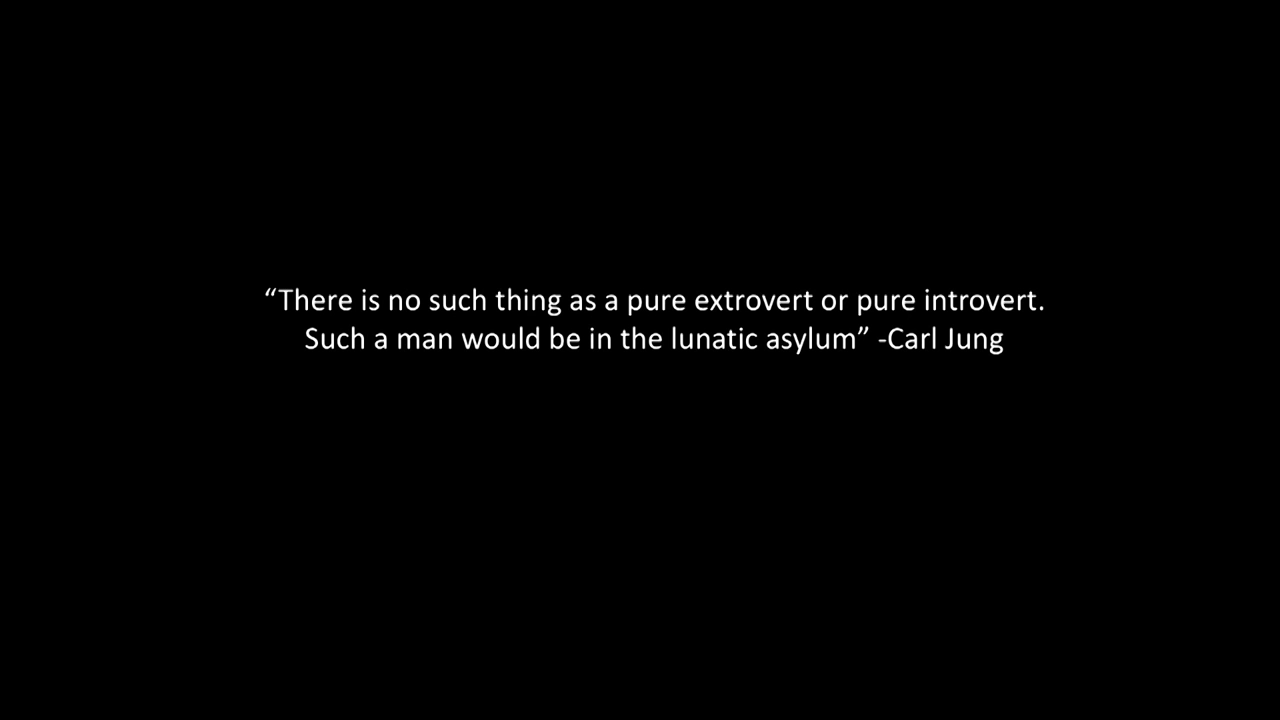 “There is no such thing as a pure extrovert or pure introvert.
Such a man would be in the lunatic asylum” -Carl Jung